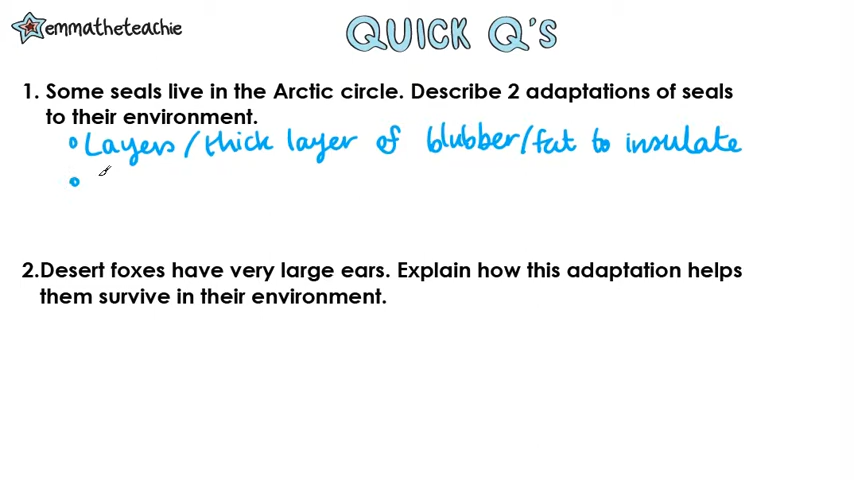 emmatheteachie
QUICK Q'S
1. Some seals live in the Arctic circle. Describe 2 adaptations of seals
to their environment.
• Layers/thick layer of blubber/fat to insulate
•
2.Desert foxes have very large ears. Explain how this adaptation helps
them survive in their environment.